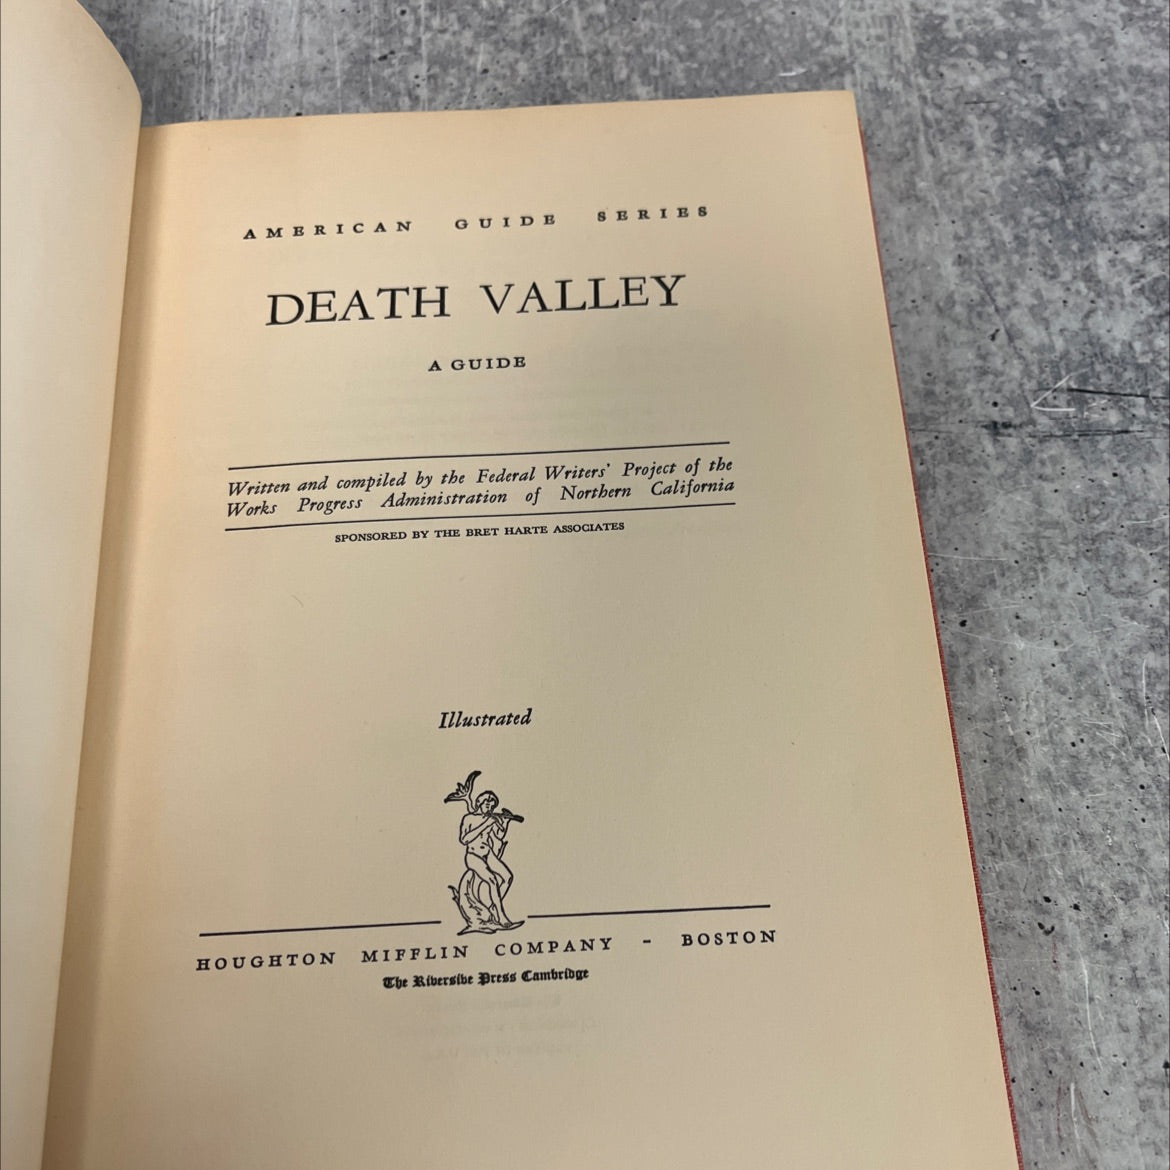 AMERICAN GUIDE SERIES
DEATH VALLEY
A GUIDE
Written and compiled by the Federal Writers' Project of the
Works Progress Administration of Northern California
SPONSORED BY THE BRET HARTE ASSOCIATES
Illustrated
HOUGHTON MIFFLIN COMPANY - BOSTON
The Riverside Press Cambridge